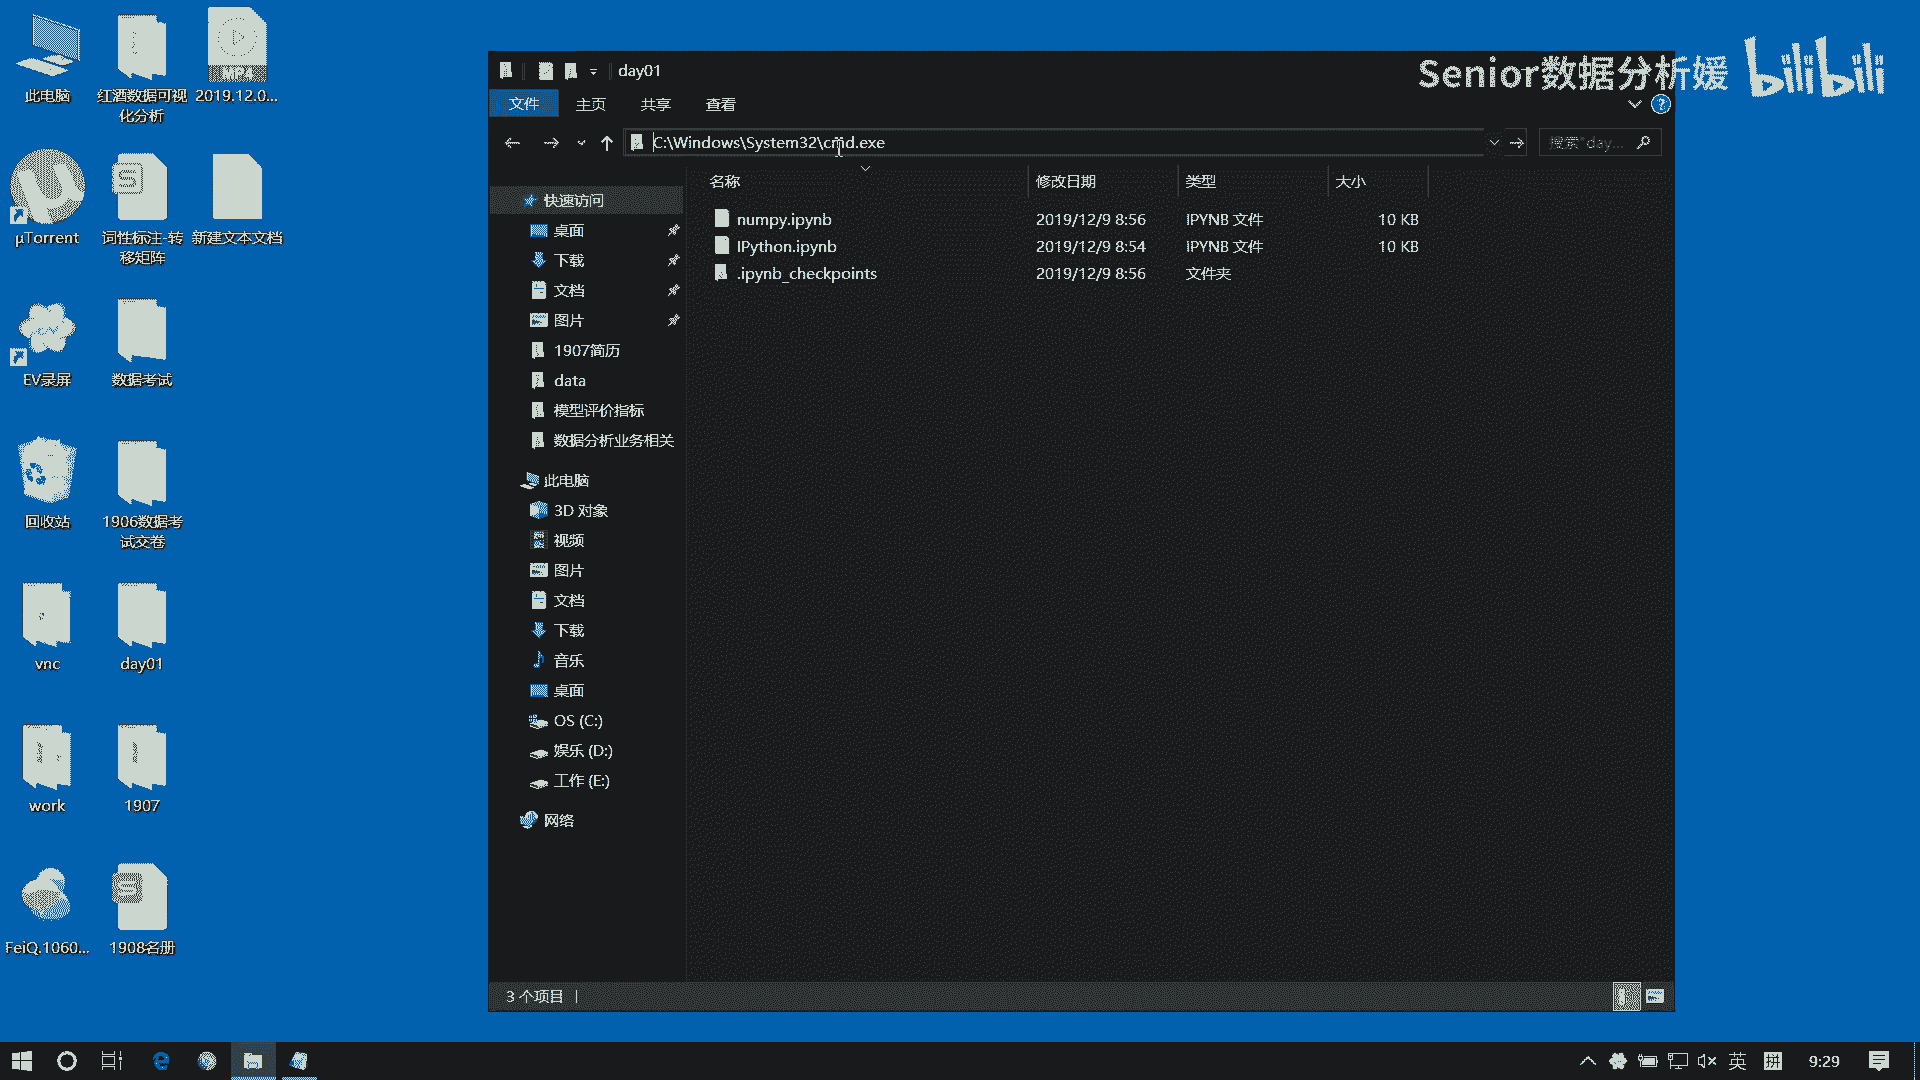 此电脑
红酒数据可视
化分析
MP4
2019.12.0...
μTorrent
词性标注-转
移矩阵
新建文本文档
EV录屏
数据考试
回收站
1906数据考
试交卷
vnc
day01
work
1907
FeiQ.1060...
1908名册
day01
Senior数据分析媛 bilibili
文件 主页 共享 查看
C:\Windows\System32\cmd.exe
搜索"day...
名称 修改日期 类型 大小
numpy.ipynb 2019/12/9 8:56 IPYNB 文件 10 KB
IPython.ipynb 2019/12/9 8:54 IPYNB 文件 10 KB
.ipynb_checkpoints 2019/12/9 8:56 文件夹
快速访问
桌面
下载
文档
图片
1907简历
data
模型评价指标
数据分析业务相关
此电脑
3D 对象
视频
图片
文档
下载
音乐
桌面
OS (C:)
娱乐 (D:)
工作 (E:)
网络
3 个项目
英 拼 9:29